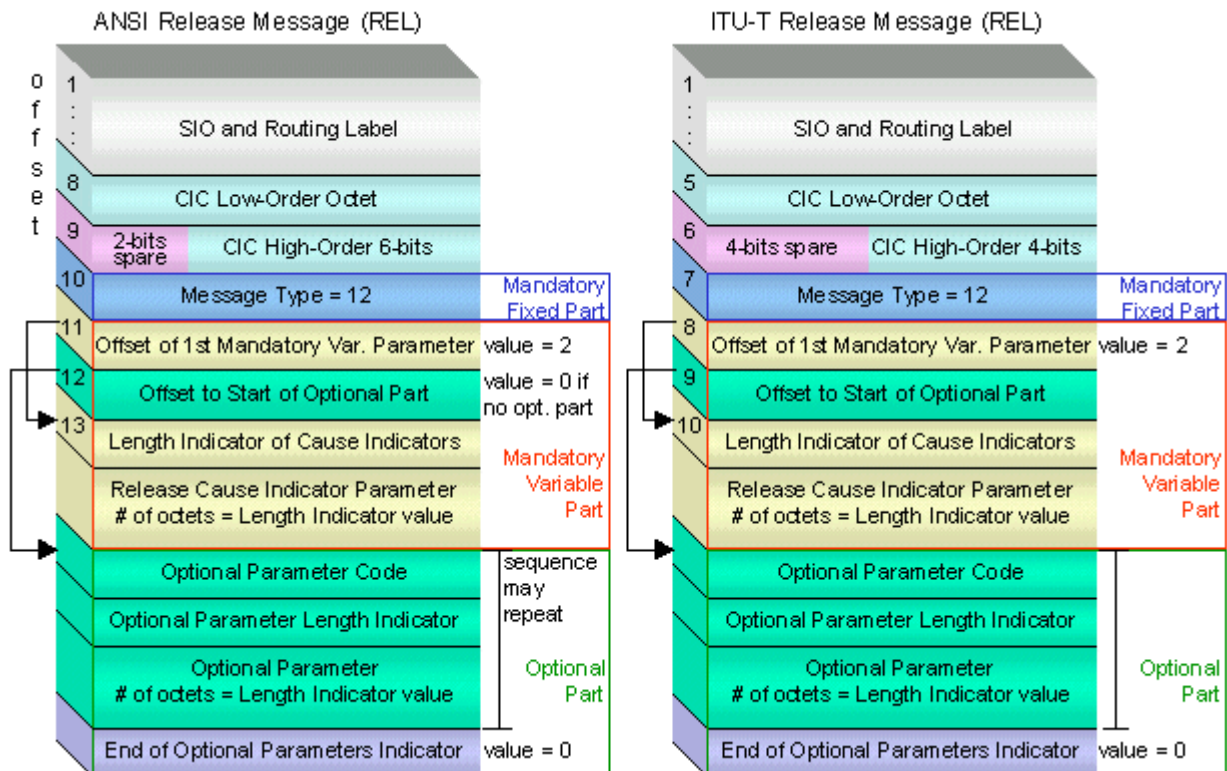 ANSI Release Message (REL)
offset
1
:
:
SIO and Routing Label
8
CIC Low-Order Octet
9
2-bits
spare
CIC High-Order 6-bits
10
Message Type = 12
Mandatory
Fixed Part
11
Offset of 1st Mandatory Var. Parameter
value = 2
12
Offset to Start of Optional Part
value = 0 if
no opt. part
13
Length Indicator of Cause Indicators
Release Cause Indicator Parameter
# of octets = Length Indicator value
Mandatory
Variable
Part
Optional Parameter Code
sequence
may
repeat
Optional Parameter Length Indicator
Optional Parameter
# of octets = Length Indicator value
Optional
Part
End of Optional Parameters Indicator
value = 0
ITU-T Release Message (REL)
1
:
:
SIO and Routing Label
5
CIC Low-Order Octet
6
4-bits spare
CIC High-Order 4-bits
7
Message Type = 12
Mandatory
Fixed Part
8
Offset of 1st Mandatory Var. Parameter
value = 2
9
Offset to Start of Optional Part
10
Length Indicator of Cause Indicators
Release Cause Indicator Parameter
# of octets = Length Indicator value
Mandatory
Variable
Part
Optional Parameter Code
Optional Parameter Length Indicator
Optional Parameter
# of octets = Length Indicator value
Optional
Part
End of Optional Parameters Indicator
value = 0